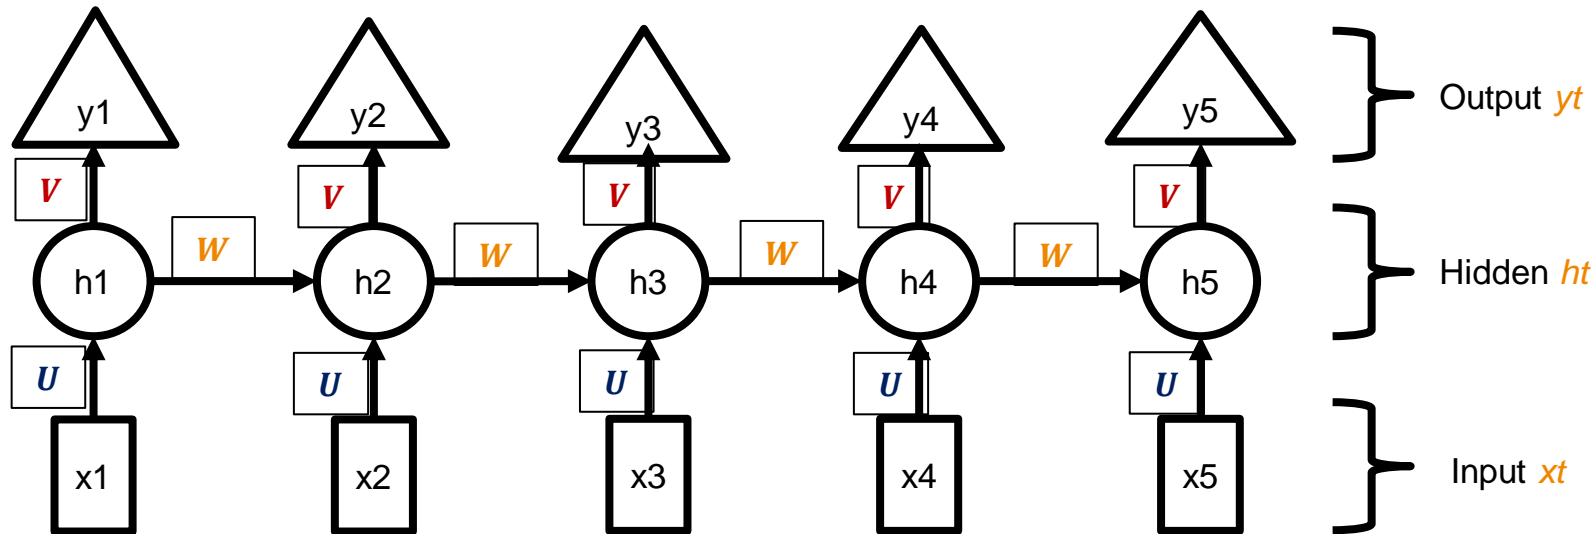 y1 y2 y3 y4 y5 Output yt
V V V V V
W W W W
h1 h2 h3 h4 h5 Hidden ht
U U U U U
x1 x2 x3 x4 x5 Input xt